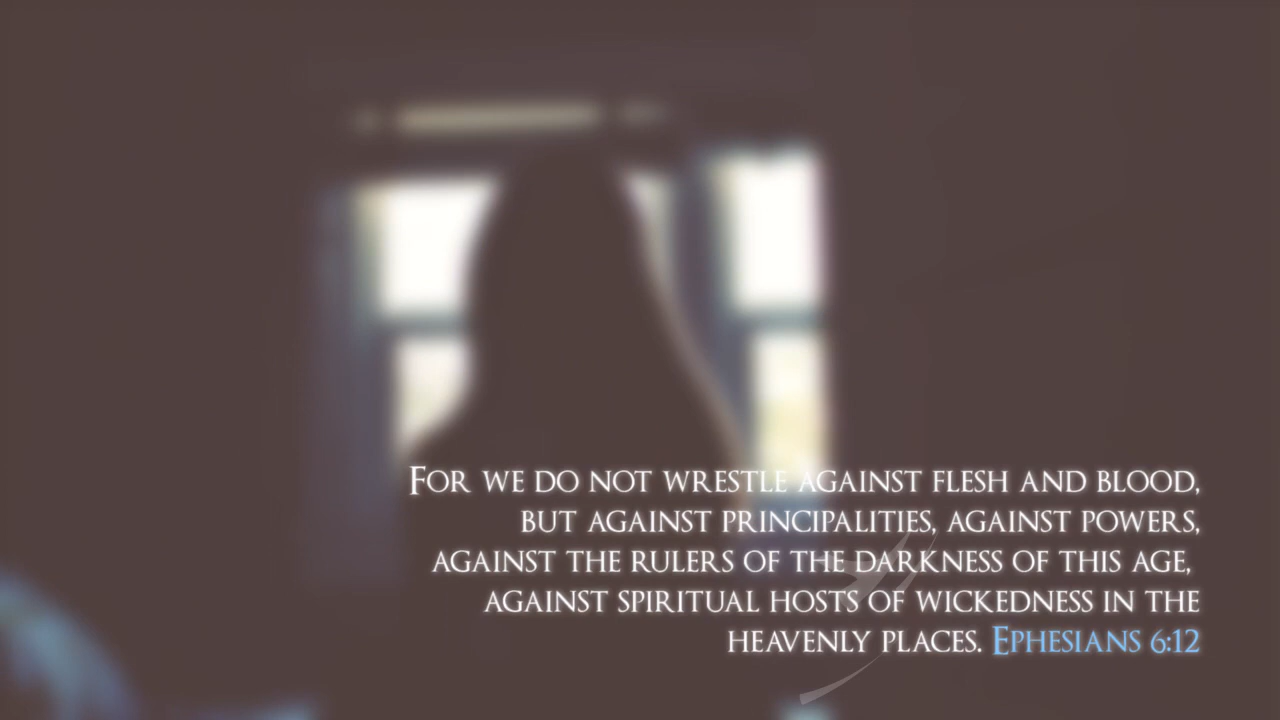 For we do not wrestle against flesh and blood,
but against principalities, against powers,
against the rulers of the darkness of this age,
against spiritual hosts of wickedness in the
heavenly places. Ephesians 6:12